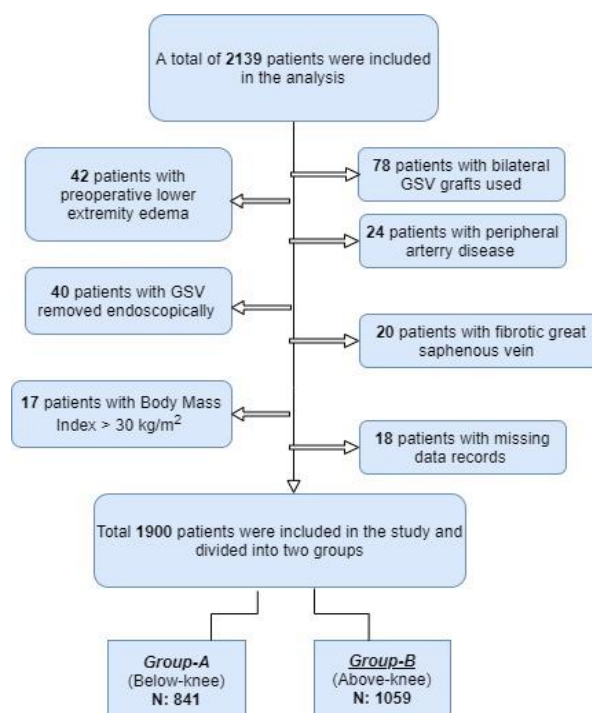 A total of 2139 patients were included
in the analysis
42 patients with
preoperative lower
extremity edema
78 patients with bilateral
GSV grafts used
24 patients with peripheral
arterry disease
40 patients with GSV
removed endoscopically
20 patients with fibrotic great
saphenous vein
17 patients with Body Mass
Index > 30 kg/m²
18 patients with missing
data records
Total 1900 patients were included in the study and
divided into two groups
Group-A
(Below-knee)
N: 841
Group-B
(Above-knee)
N: 1059